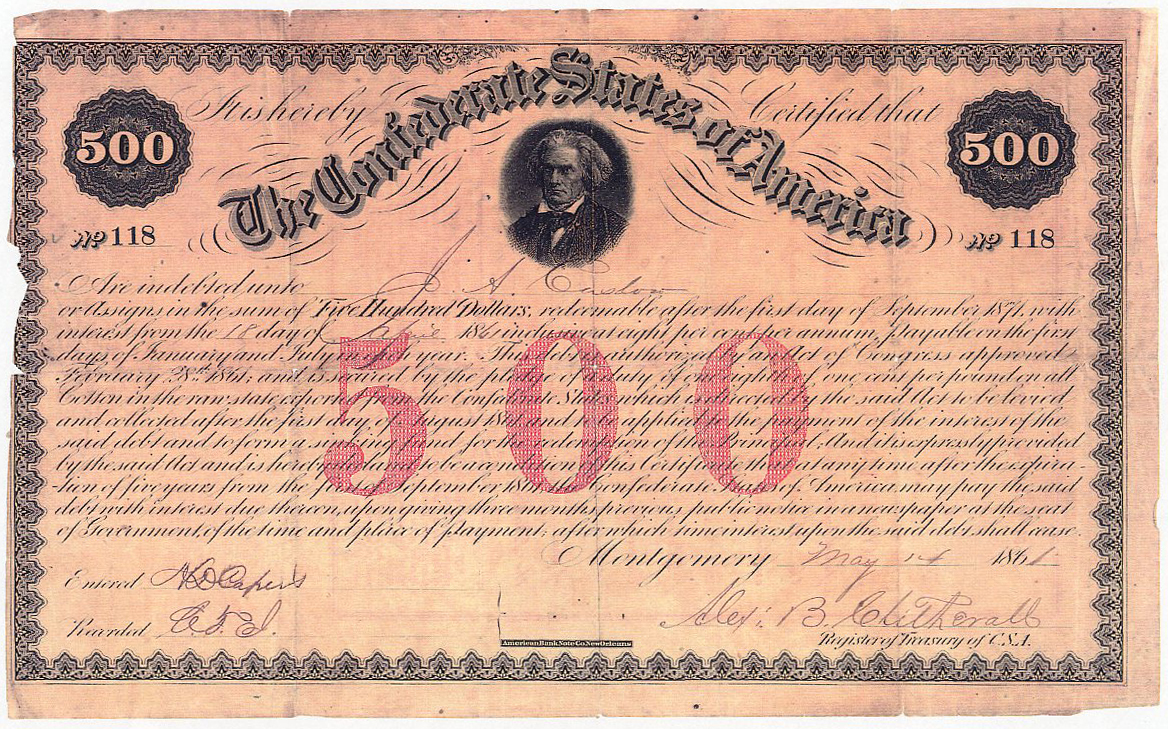 The Confederate States of America
It is hereby Certified that
500 500
No 118 No 118
Are indebted unto J. A.
or Assigns, in the sum of Five Hundred Dollars, redeemable after the first day of September 1871, with
interest from the 18 day of 186 inclusive at eight per cent per annum, Payable on the first
days of January and July in each year. This debt is authorized by an Act of Congress approved
February 28th 1861; and is secured by the pledge of a duty of one eighth of one cent per pound on all
Cotton in the raw state exported from the Confederate States, which is directed by the said Act to be levied
and collected after the first day of August 1861 and to be applied to the payment of the interest of the
said debt and to form a sinking fund for the redemption of the Principal. And it is expressly provided
by the said Act and is hereby declared to be a condition of this Certificate that at any time after the expira-
tion of five years from the first of September 1861 the Confederate States of America may pay the said
debt with interest due thereon, upon giving three months previous public notice in a newspaper at the seat
of Government, of the time and place of payment; after which time interest upon the said debt shall cease.
500
Montgomery May 14 1861
Entered H D Capers
Recorded
Alex: B. Clitherall
Register of Treasury of C.S.A.
American Bank Note Co. New Orleans